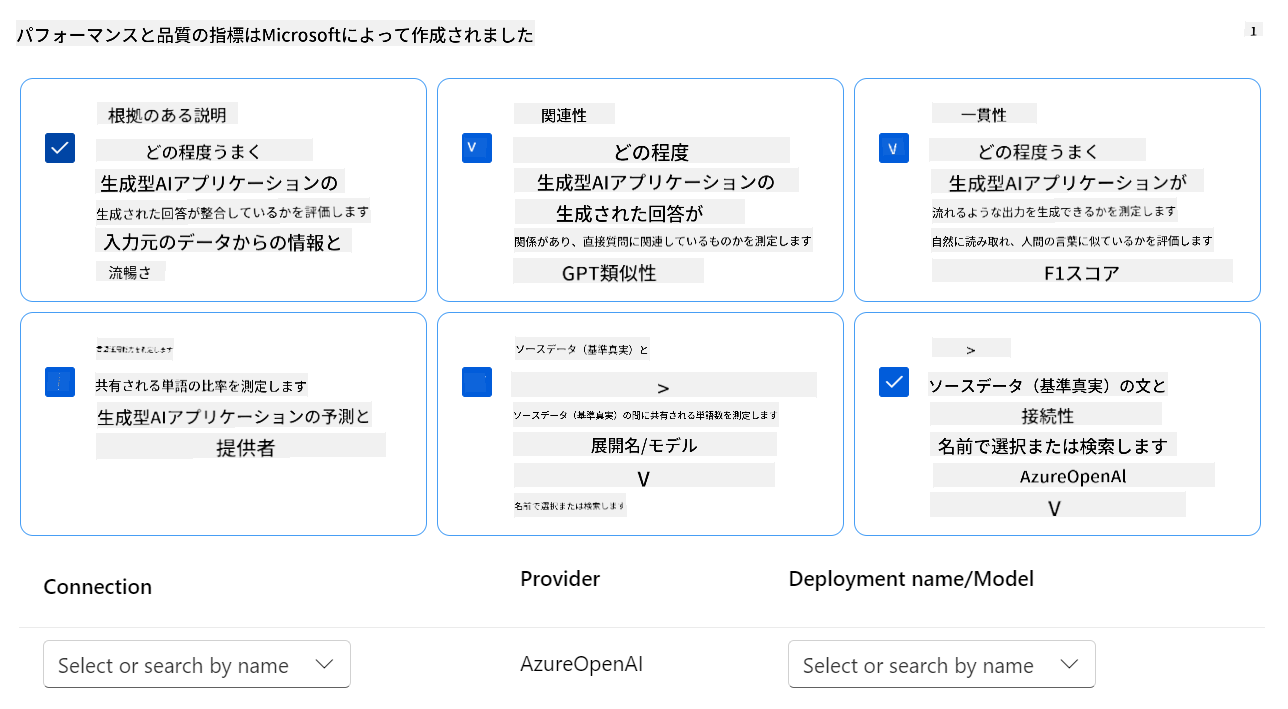 パフォーマンスと品質の指標はMicrosoftによって作成されました
1
根拠のある説明
どの程度うまく
生成型AIアプリケーションの
生成された回答が整合しているかを評価します
入力元のデータからの情報と
流暢さ
関連性
どの程度
生成型AIアプリケーションの
生成された回答が
関係があり、直接質問に関連しているものかを測定します
GPT類似性
一貫性
どの程度うまく
生成型AIアプリケーションが
流れるような出力を生成できるかを測定します
自然に読み取れ、人間の言葉に似ているかを評価します
F1スコア
共有される単語の比率を測定します
生成型AIアプリケーションの予測と
提供者
ソースデータ（基準真実）と
>
ソースデータ（基準真実）の間に共有される単語数を測定します
展開名/モデル
V
名前で選択または検索します
>
ソースデータ（基準真実）の文と
接続性
名前で選択または検索します
AzureOpenAl
V
Connection
Provider
Deployment name/Model
Select or search by name
AzureOpenAI
Select or search by name